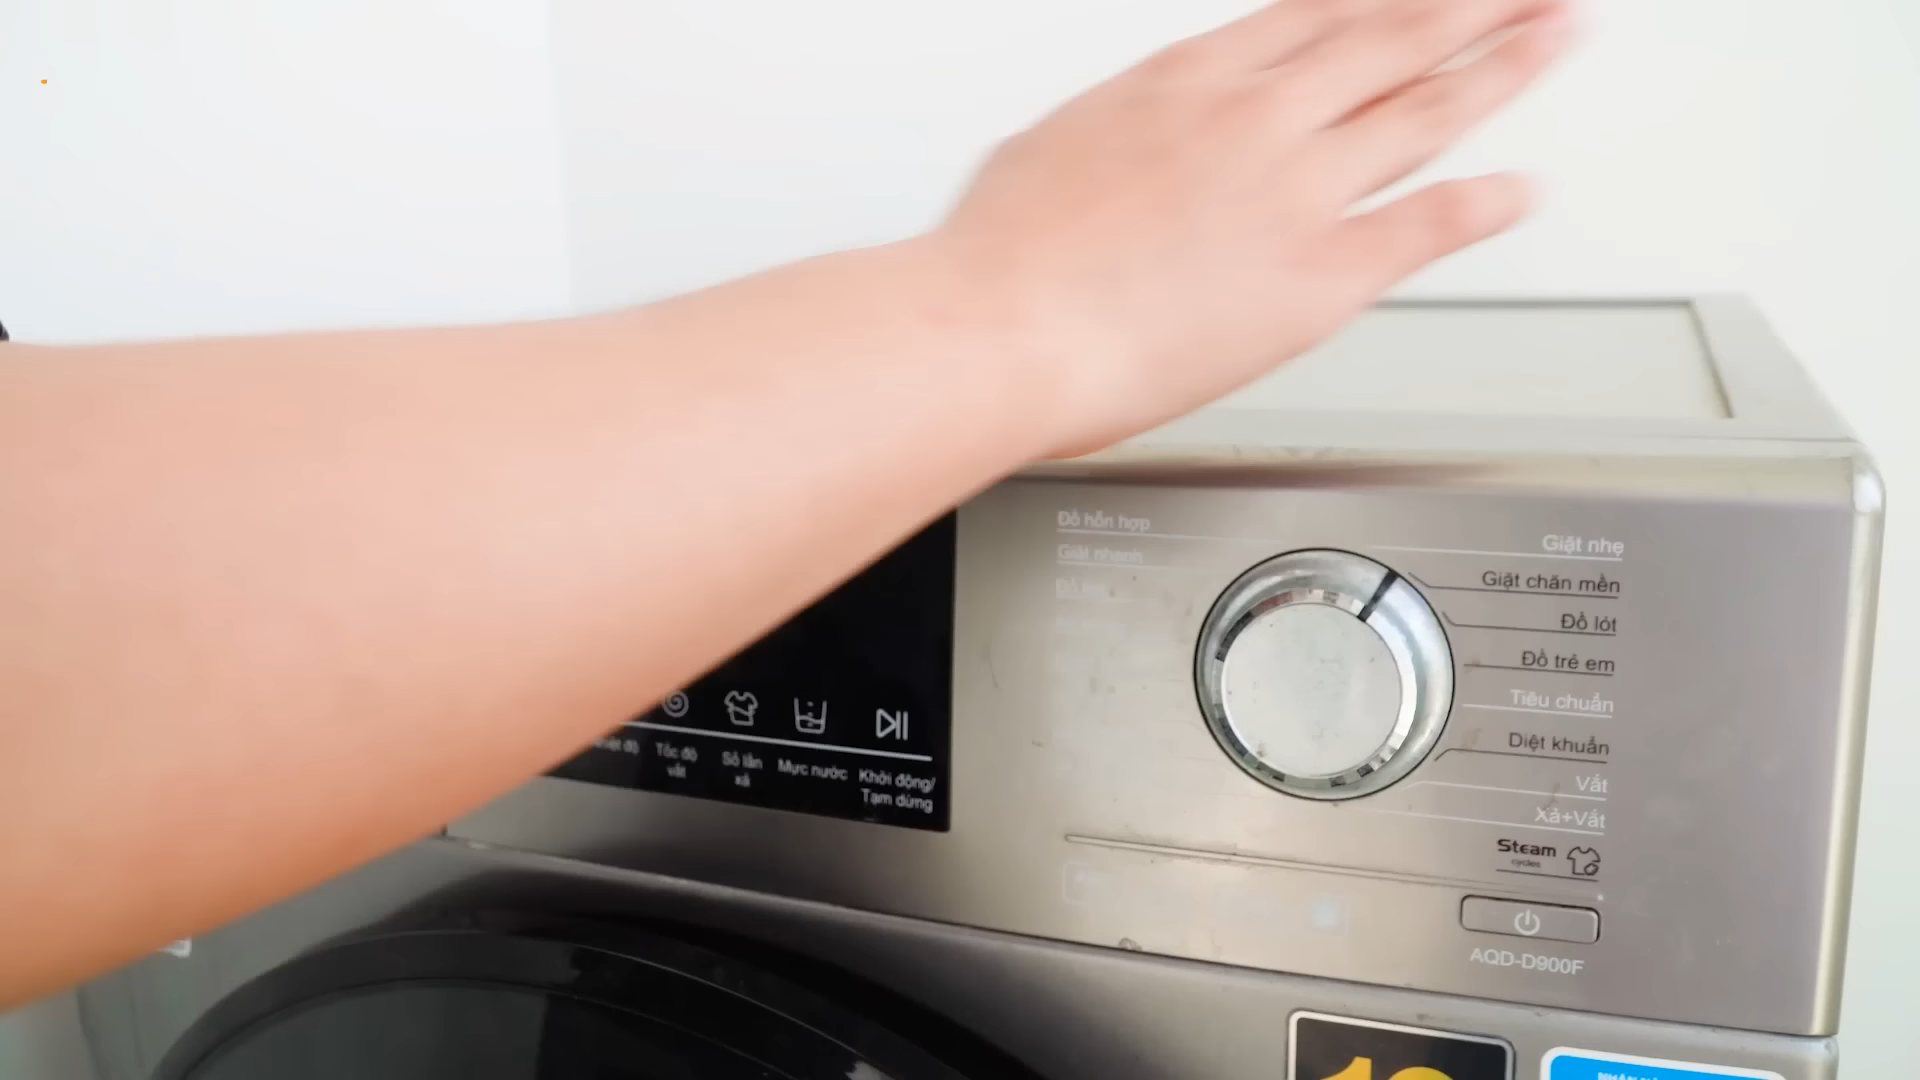 Đồ hỗn hợp
Giặt nhanh
Giặt nhẹ
Giặt chăn mền
Đồ lót
Đồ trẻ em
Tiêu chuẩn
Diệt khuẩn
Vắt
Xả+Vắt
Steam
cycles
AQD-D900F
độ
Tốc độ
vắt
Số lần
xả
Mực nước
Khởi động/
Tạm dừng